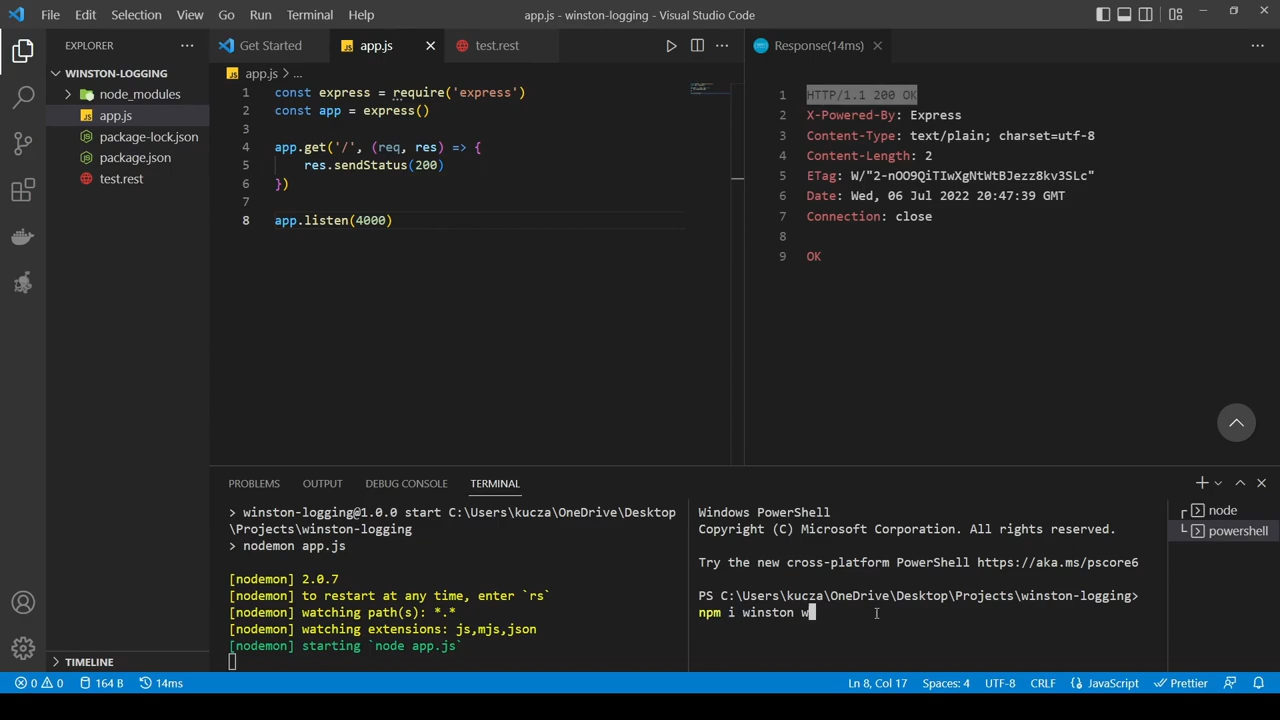 File Edit Selection View Go Run Terminal Help
app.js - winston-logging - Visual Studio Code
EXPLORER
WINSTON-LOGGING
node_modules
app.js
package-lock.json
package.json
test.rest
TIMELINE
Get Started
app.js
test.rest
app.js > ...
1 const express = require('express')
2 const app = express()
3
4 app.get('/', (req, res) => {
5 res.sendStatus(200)
6 })
7
8 app.listen(4000)
Response(14ms)
1 HTTP/1.1 200 OK
2 X-Powered-By: Express
3 Content-Type: text/plain; charset=utf-8
4 Content-Length: 2
5 ETag: W/"2-nOO9QiTIwXgNtWtBJezz8kv3SLc"
6 Date: Wed, 06 Jul 2022 20:47:39 GMT
7 Connection: close
8
9 OK
PROBLEMS OUTPUT DEBUG CONSOLE TERMINAL
> winston-logging@1.0.0 start C:\Users\kucza\OneDrive\Desktop
\Projects\winston-logging
> nodemon app.js
[nodemon] 2.0.7
[nodemon] to restart at any time, enter `rs`
[nodemon] watching path(s): *.*
[nodemon] watching extensions: js,mjs,json
[nodemon] starting `node app.js`
Windows PowerShell
Copyright (C) Microsoft Corporation. All rights reserved.
Try the new cross-platform PowerShell https://aka.ms/pscore6
PS C:\Users\kucza\OneDrive\Desktop\Projects\winston-logging>
npm i winston w
node
powershell
0 0 164 B 14ms
Ln 8, Col 17 Spaces: 4 UTF-8 CRLF JavaScript Prettier